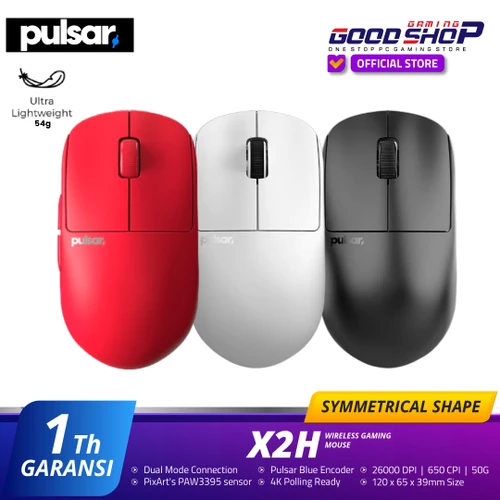 pulsar
GAMING
GOODSHOP
ONE STOP PC GAMING STORE
OFFICIAL STORE
Ultra
Lightweight
54g
pulsar
pulsar
pulsar
SYMMETRICAL SHAPE
1Th
GARANSI
X2H WIRELESS GAMING
MOUSE
• Dual Mode Connection
• PixArt's PAW3395 sensor
• Pulsar Blue Encoder
• 4K Polling Ready
• 26000 DPI | 650 CPI | 50G
• 120 x 65 x 39mm Size